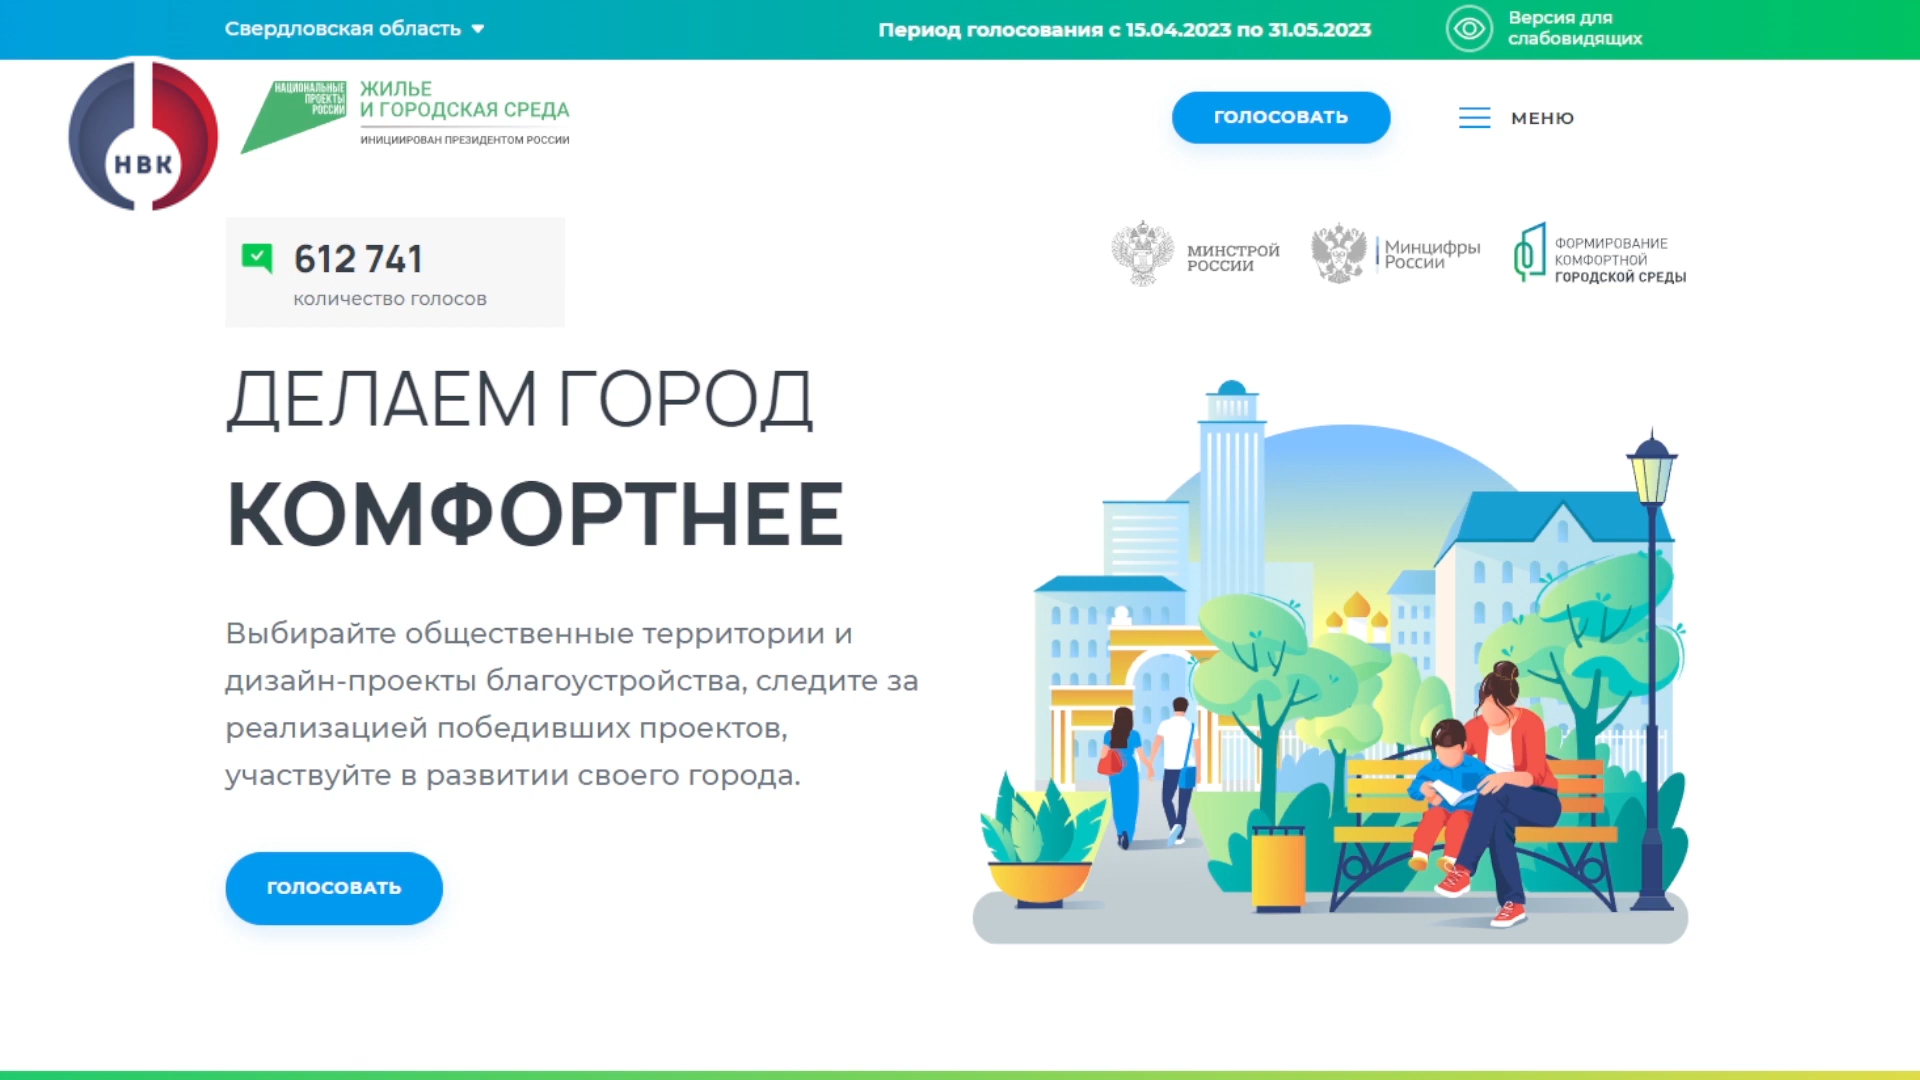 Свердловская область
Период голосования с 15.04.2023 по 31.05.2023
Версия для
слабовидящих
НВК
НАЦИОНАЛЬНЫЕ
ПРОЕКТЫ
РОССИИ
ЖИЛЬЕ
И ГОРОДСКАЯ СРЕДА
ИНИЦИИРОВАН ПРЕЗИДЕНТОМ РОССИИ
ГОЛОСОВАТЬ
МЕНЮ
612 741
количество голосов
МИНСТРОЙ
РОССИИ
Минцифры
России
ФОРМИРОВАНИЕ
КОМФОРТНОЙ
ГОРОДСКОЙ СРЕДЫ
ДЕЛАЕМ ГОРОД
КОМФОРТНЕЕ
Выбирайте общественные территории и
дизайн-проекты благоустройства, следите за
реализацией победивших проектов,
участвуйте в развитии своего города.
ГОЛОСОВАТЬ